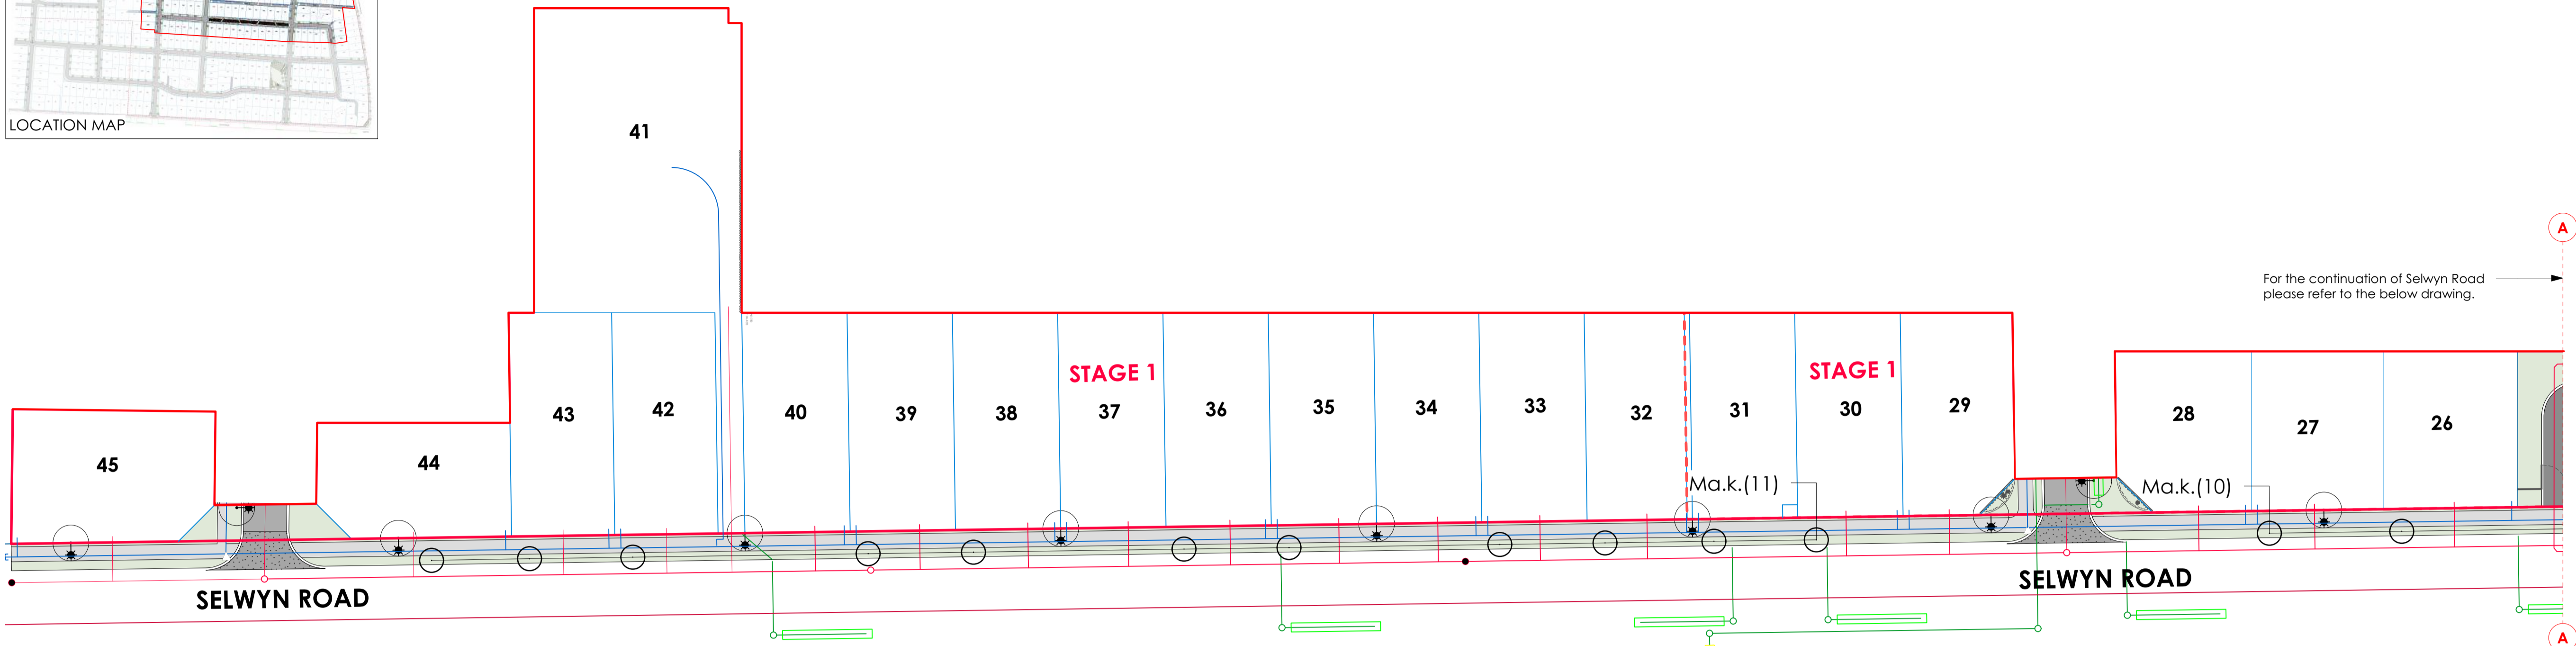 LOCATION MAP
41
A
For the continuation of Selwyn Road
please refer to the below drawing.
STAGE 1
STAGE 1
45
44
43
42
40
39
38
37
36
35
34
33
32
31
30
29
28
27
26
Ma.k.(11)
Ma.k.(10)
SELWYN ROAD
SELWYN ROAD
A